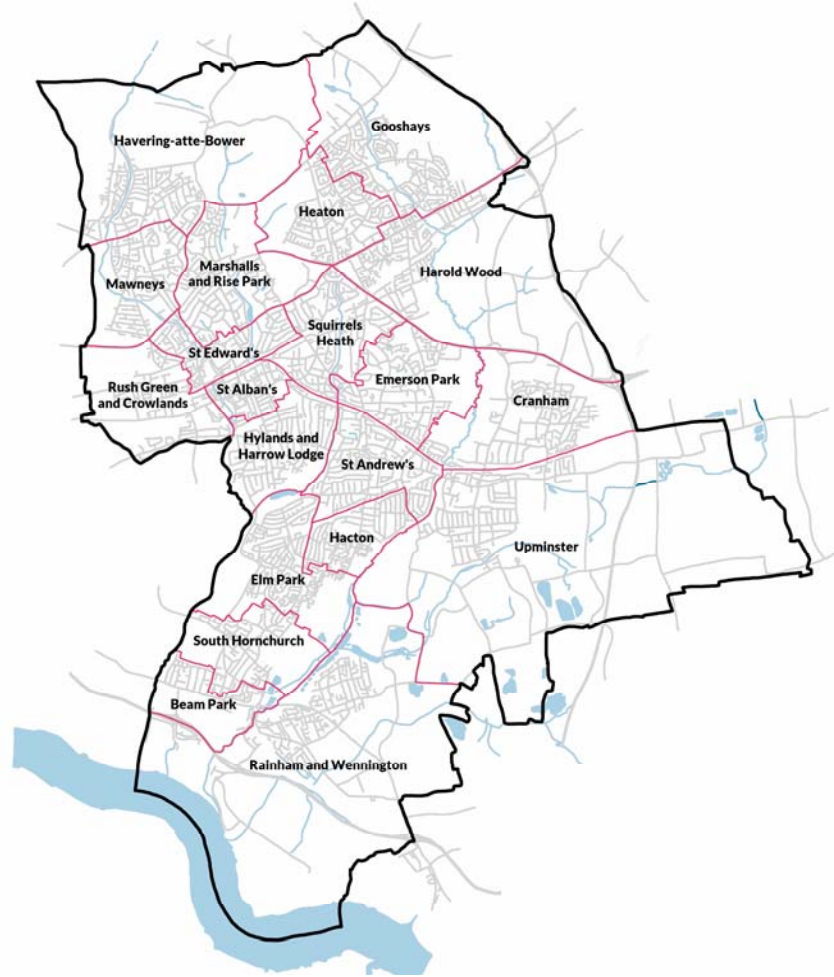 Gooshays
Havering-atte-Bower
Heaton
Marshalls
and Rise Park
Harold Wood
Mawneys
Squirrels
Heath
St Edward's
Emerson Park
Rush Green
and Crowlands
St Alban's
Cranham
Hylands and
Harrow Lodge
St Andrew's
Hacton
Upminster
Elm Park
South Hornchurch
Beam Park
Rainham and Wennington